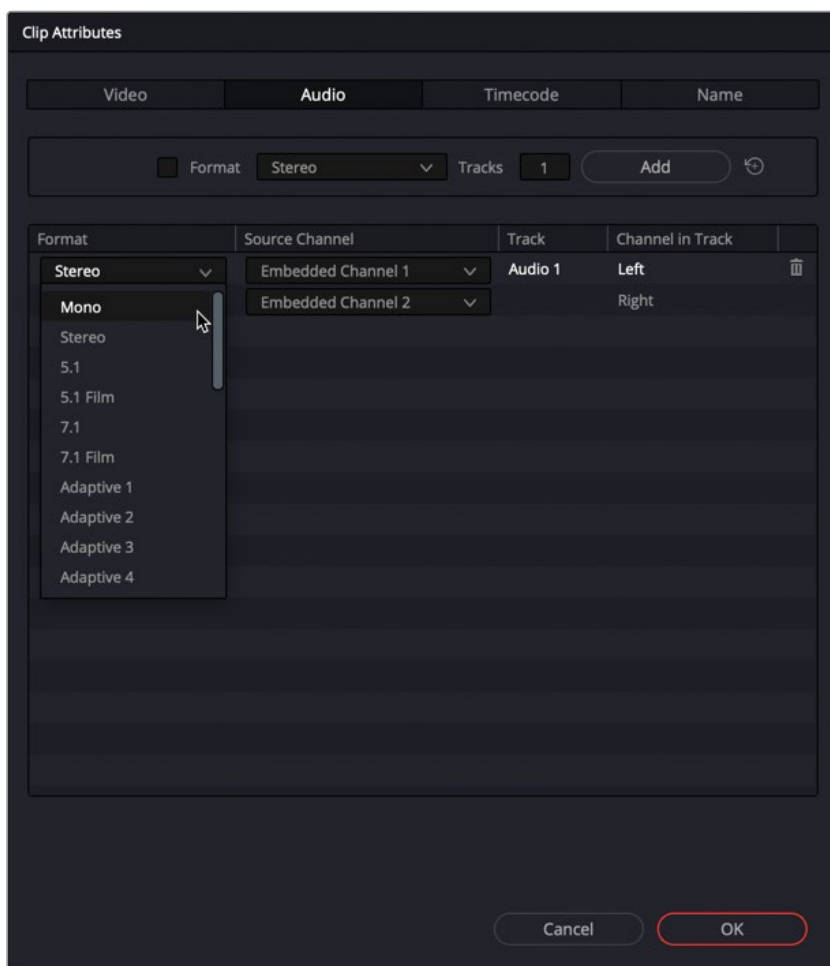 Clip Attributes
Video Audio Timecode Name
Format Stereo Tracks 1 Add
Format Source Channel Track Channel in Track
Stereo Embedded Channel 1 Audio 1 Left
Mono Embedded Channel 2 Right
Stereo
5.1
5.1 Film
7.1
7.1 Film
Adaptive 1
Adaptive 2
Adaptive 3
Adaptive 4
Cancel OK